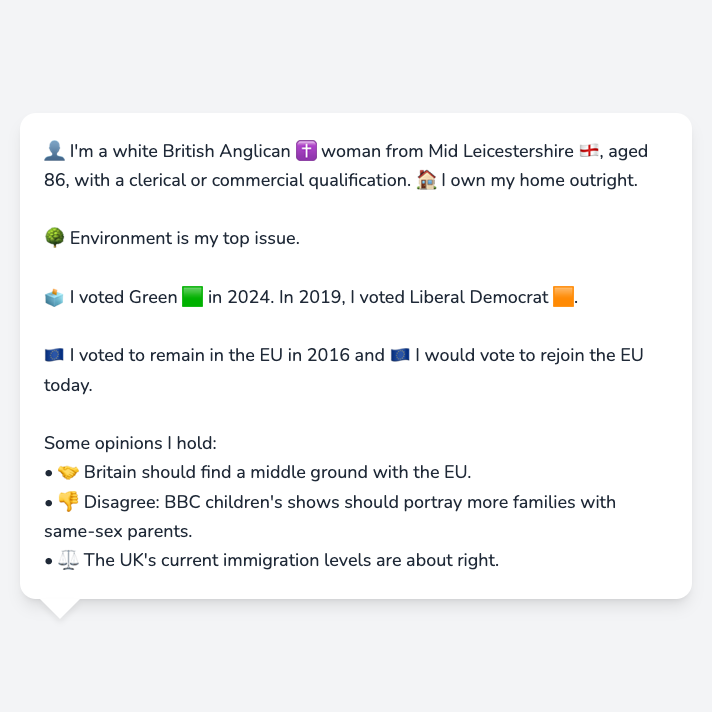 👤 I'm a white British Anglican ✝️ woman from Mid Leicestershire 🏴󠁧󠁢󠁥󠁮󠁧󠁿, aged
86, with a clerical or commercial qualification. 🏠 I own my home outright.
🌳 Environment is my top issue.
🗳️ I voted Green 🟩 in 2024. In 2019, I voted Liberal Democrat 🟧.
🇪🇺 I voted to remain in the EU in 2016 and 🇪🇺 I would vote to rejoin the EU
today.
Some opinions I hold:
• 🤝 Britain should find a middle ground with the EU.
• 👎 Disagree: BBC children's shows should portray more families with
same-sex parents.
• ⚖️ The UK's current immigration levels are about right.